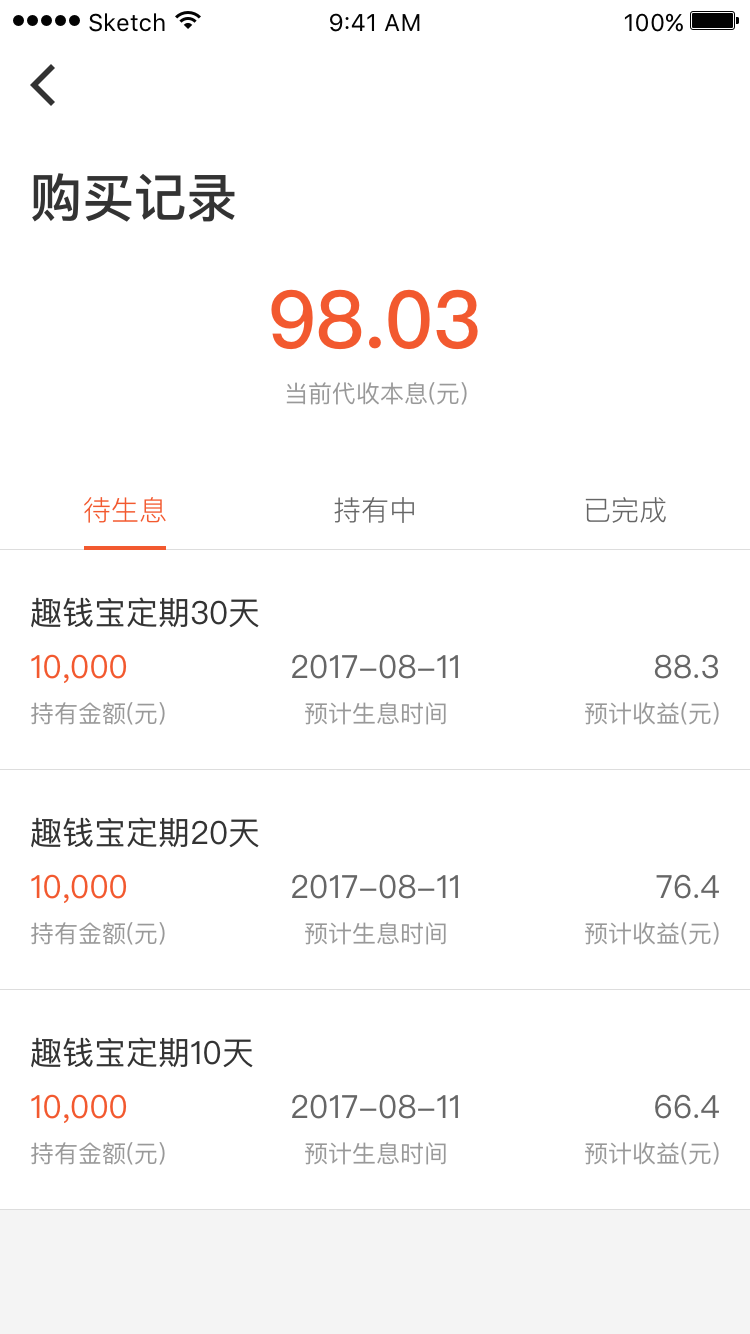 Sketch 9:41 AM 100%
购买记录
98.03
当前代收本息(元)
待生息 持有中 已完成
趣钱宝定期30天
10,000 2017-08-11 88.3
持有金额(元) 预计生息时间 预计收益(元)
趣钱宝定期20天
10,000 2017-08-11 76.4
持有金额(元) 预计生息时间 预计收益(元)
趣钱宝定期10天
10,000 2017-08-11 66.4
持有金额(元) 预计生息时间 预计收益(元)